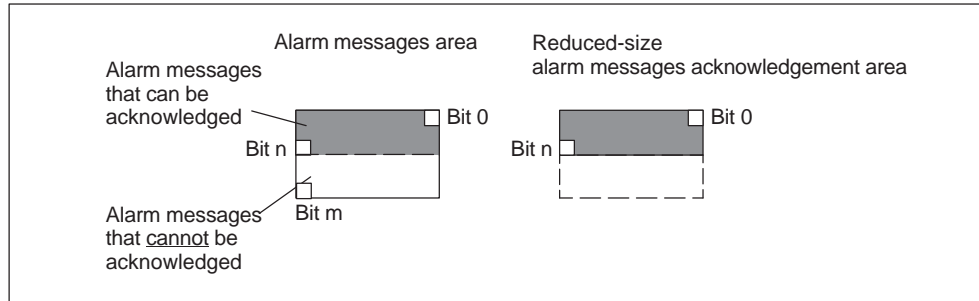 Alarm messages area
Reduced-size
alarm messages acknowledgement area
Alarm messages
that can be
acknowledged
Bit 0
Bit n
Bit m
Alarm messages
that cannot be
acknowledged
Bit 0
Bit n